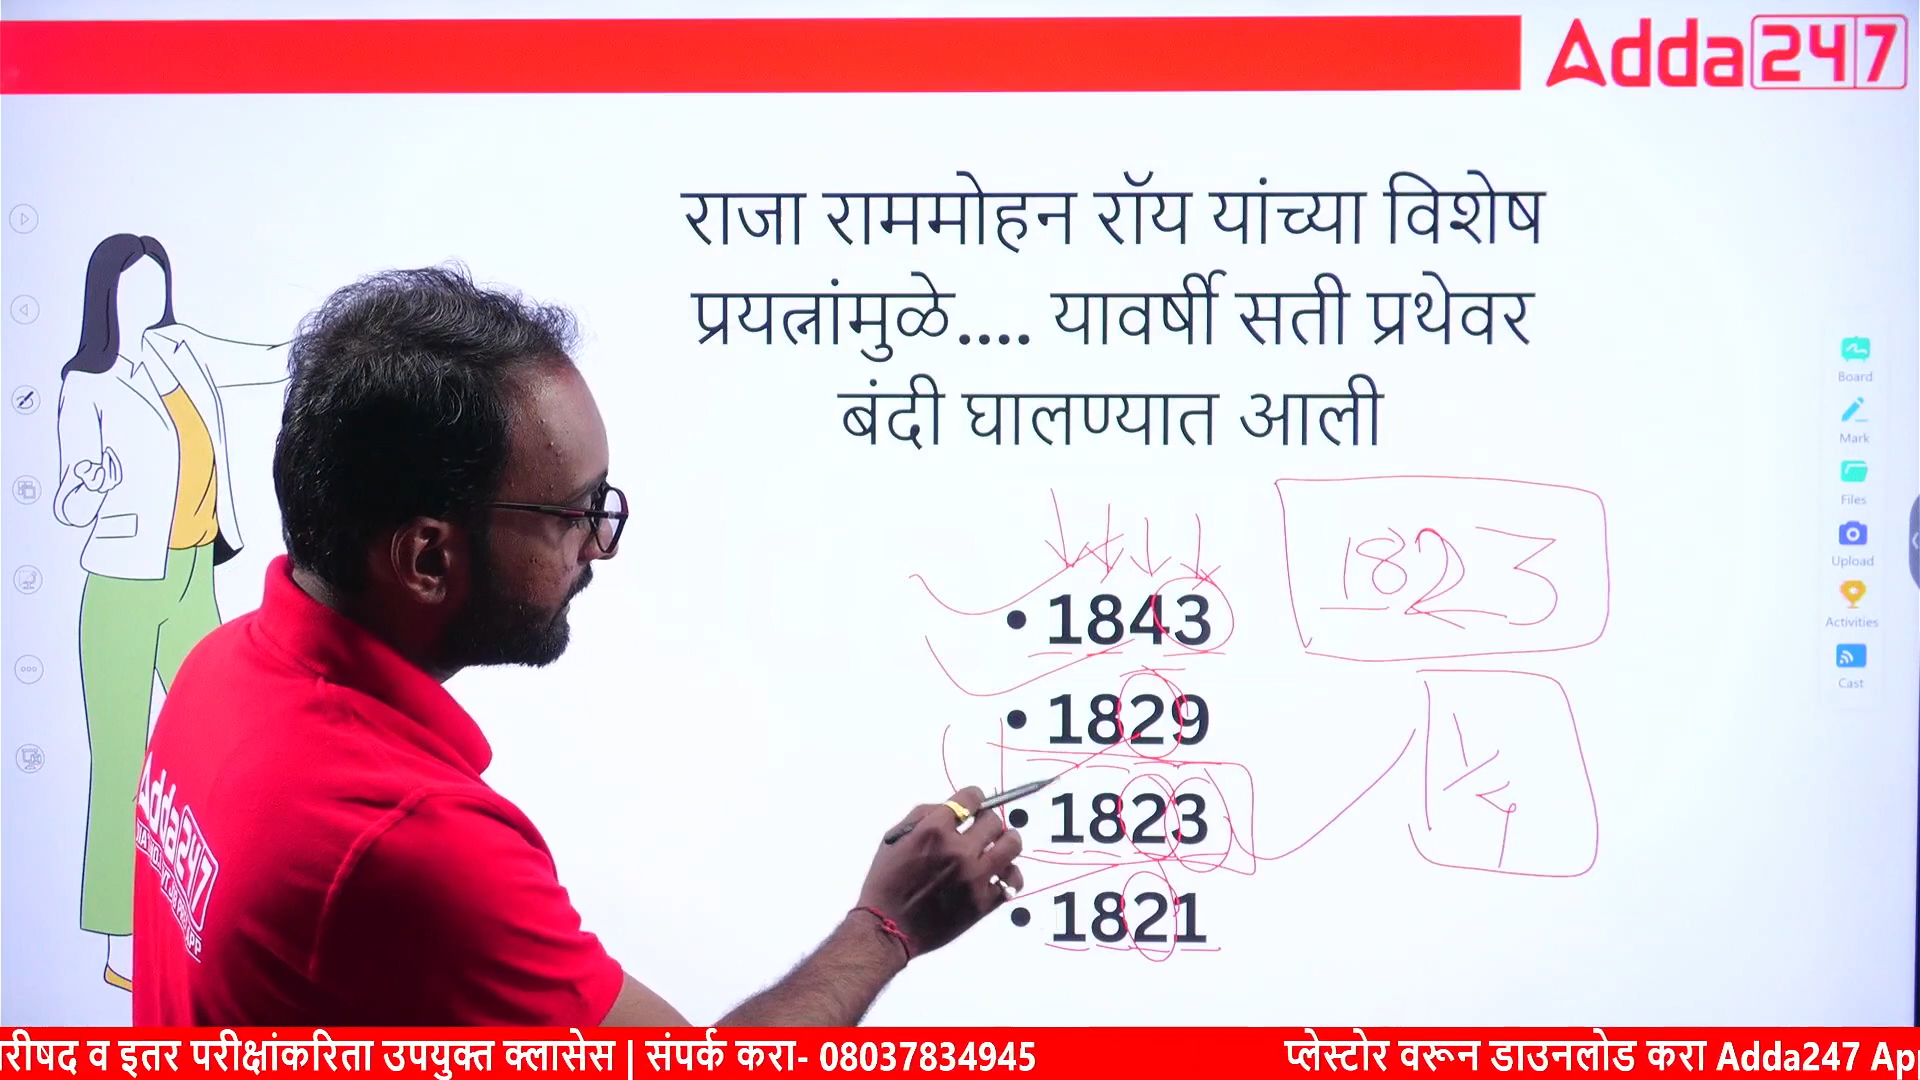 Adda247
राजा राममोहन रॉय यांच्या विशेष
प्रयत्नांमुळे.... यावर्षी सती प्रथेवर
बंदी घालण्यात आली
1823
• 1843
• 1829
• 1823
• 1821
Board
Mark
Files
Upload
Activities
Cast
Adda247
रीषद व इतर परीक्षांकरिता उपयुक्त क्लासेस | संपर्क करा- 08037834945
प्लेस्टोर वरून डाउनलोड करा Adda247 Ap